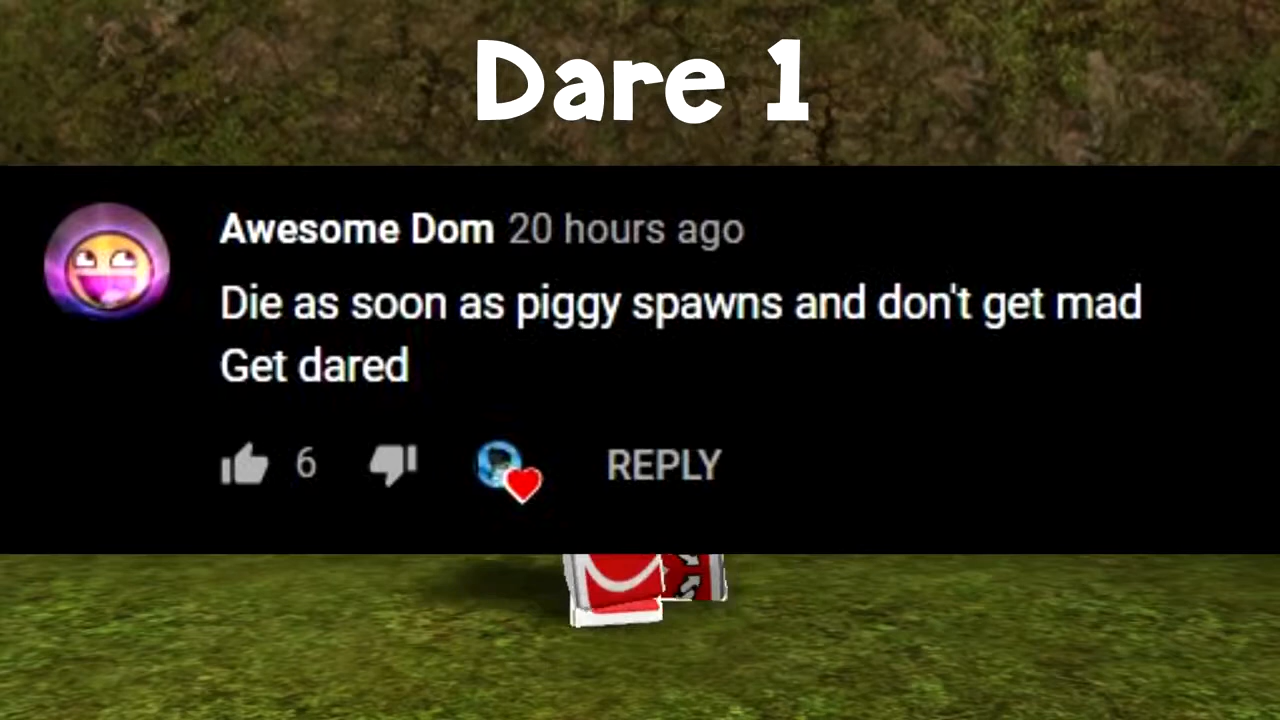 Dare 1
Awesome Dom 20 hours ago
Die as soon as piggy spawns and don't get mad
Get dared
6 REPLY